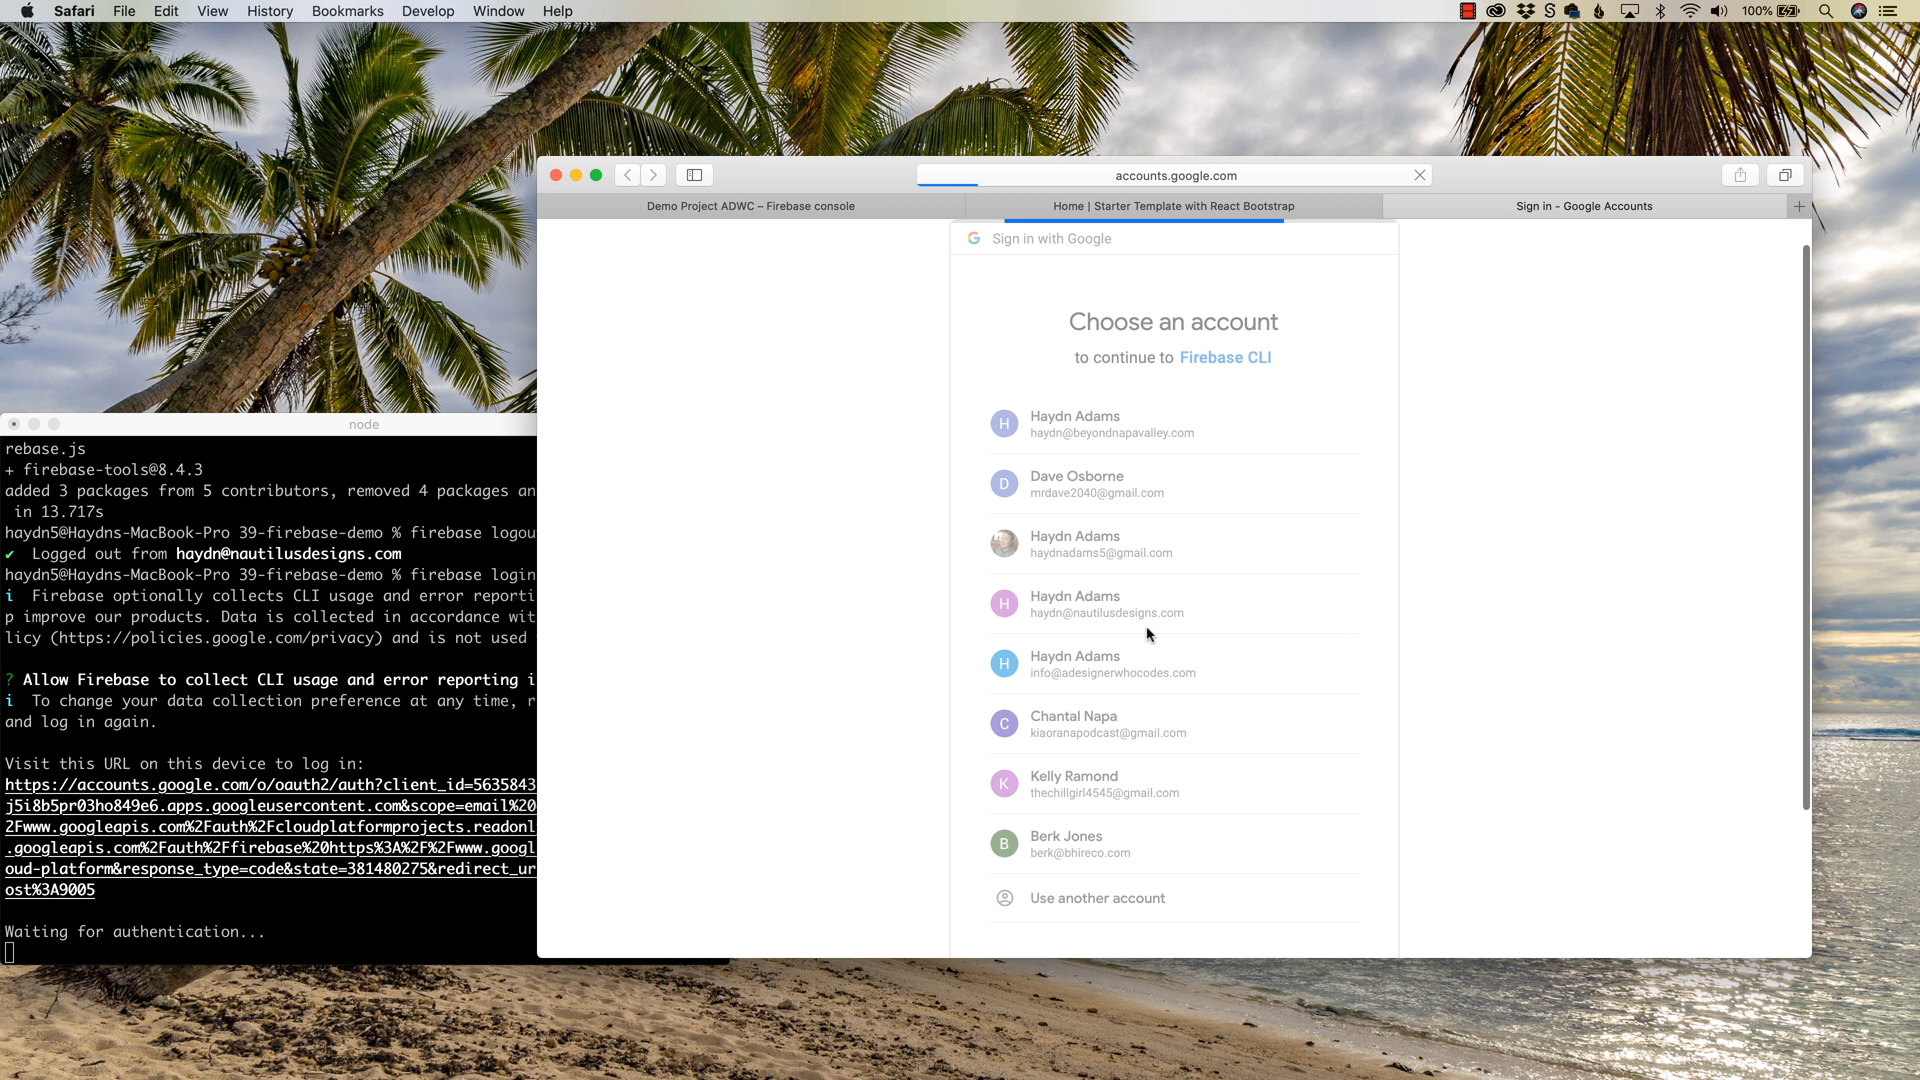 Safari File Edit View History Bookmarks Develop Window Help
100%
accounts.google.com
Demo Project ADWC – Firebase console
Home | Starter Template with React Bootstrap
Sign in - Google Accounts
Sign in with Google
Choose an account
to continue to Firebase CLI
H
Haydn Adams
haydn@beyondnapavalley.com
D
Dave Osborne
mrdave2040@gmail.com
Haydn Adams
haydnadams5@gmail.com
H
Haydn Adams
haydn@nautilusdesigns.com
H
Haydn Adams
info@adesignerwhocodes.com
C
Chantal Napa
kiaoranapodcast@gmail.com
K
Kelly Ramond
thechillgirl4545@gmail.com
B
Berk Jones
berk@bhireco.com
Use another account
node
rebase.js
+ firebase-tools@8.4.3
added 3 packages from 5 contributors, removed 4 packages an
in 13.717s
haydn5@Haydns-MacBook-Pro 39-firebase-demo % firebase logou
✔ Logged out from haydn@nautilusdesigns.com
haydn5@Haydns-MacBook-Pro 39-firebase-demo % firebase login
i Firebase optionally collects CLI usage and error reporti
p improve our products. Data is collected in accordance wit
licy (https://policies.google.com/privacy) and is not used
? Allow Firebase to collect CLI usage and error reporting i
i To change your data collection preference at any time, r
and log in again.
Visit this URL on this device to log in:
https://accounts.google.com/o/oauth2/auth?client_id=5635843
j5i8b5pr03ho849e6.apps.googleusercontent.com&scope=email%20
2Fwww.googleapis.com%2Fauth%2Fcloudplatformprojects.readonl
.googleapis.com%2Fauth%2Ffirebase%20https%3A%2F%2Fwww.googl
oud-platform&response_type=code&state=381480275&redirect_ur
ost%3A9005
Waiting for authentication...